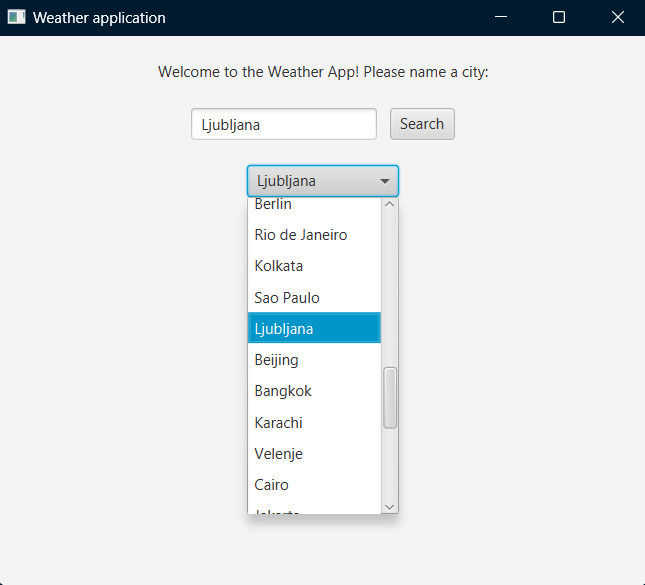 Weather application
Welcome to the Weather App! Please name a city:
Ljubljana
Search
Ljubljana
Berlin
Rio de Janeiro
Kolkata
Sao Paulo
Ljubljana
Beijing
Bangkok
Karachi
Velenje
Cairo
Jakarta